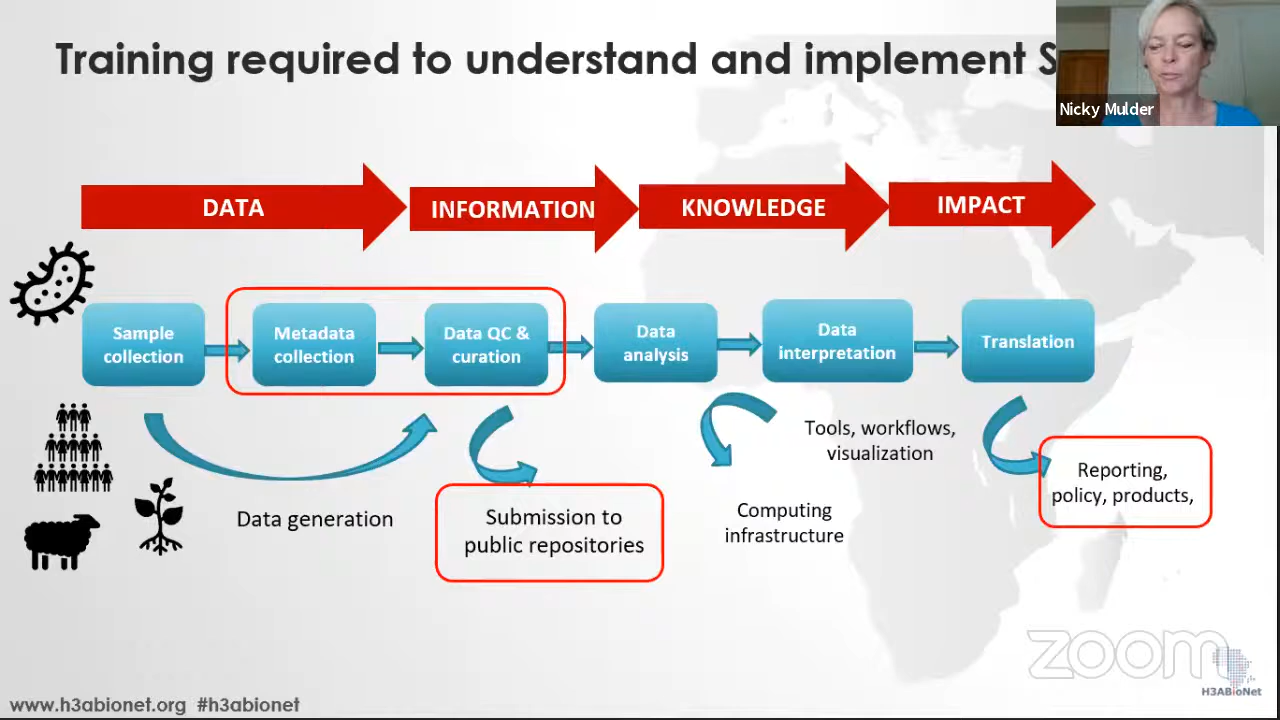 Training required to understand and implement S
Nicky Mulder
DATA
INFORMATION
KNOWLEDGE
IMPACT
Sample
collection
Metadata
collection
Data QC &
curation
Data
analysis
Data
interpretation
Translation
Data generation
Submission to
public repositories
Tools, workflows,
visualization
Computing
infrastructure
Reporting,
policy, products,
zoom
H3ABioNet
www.h3abionet.org #h3abionet